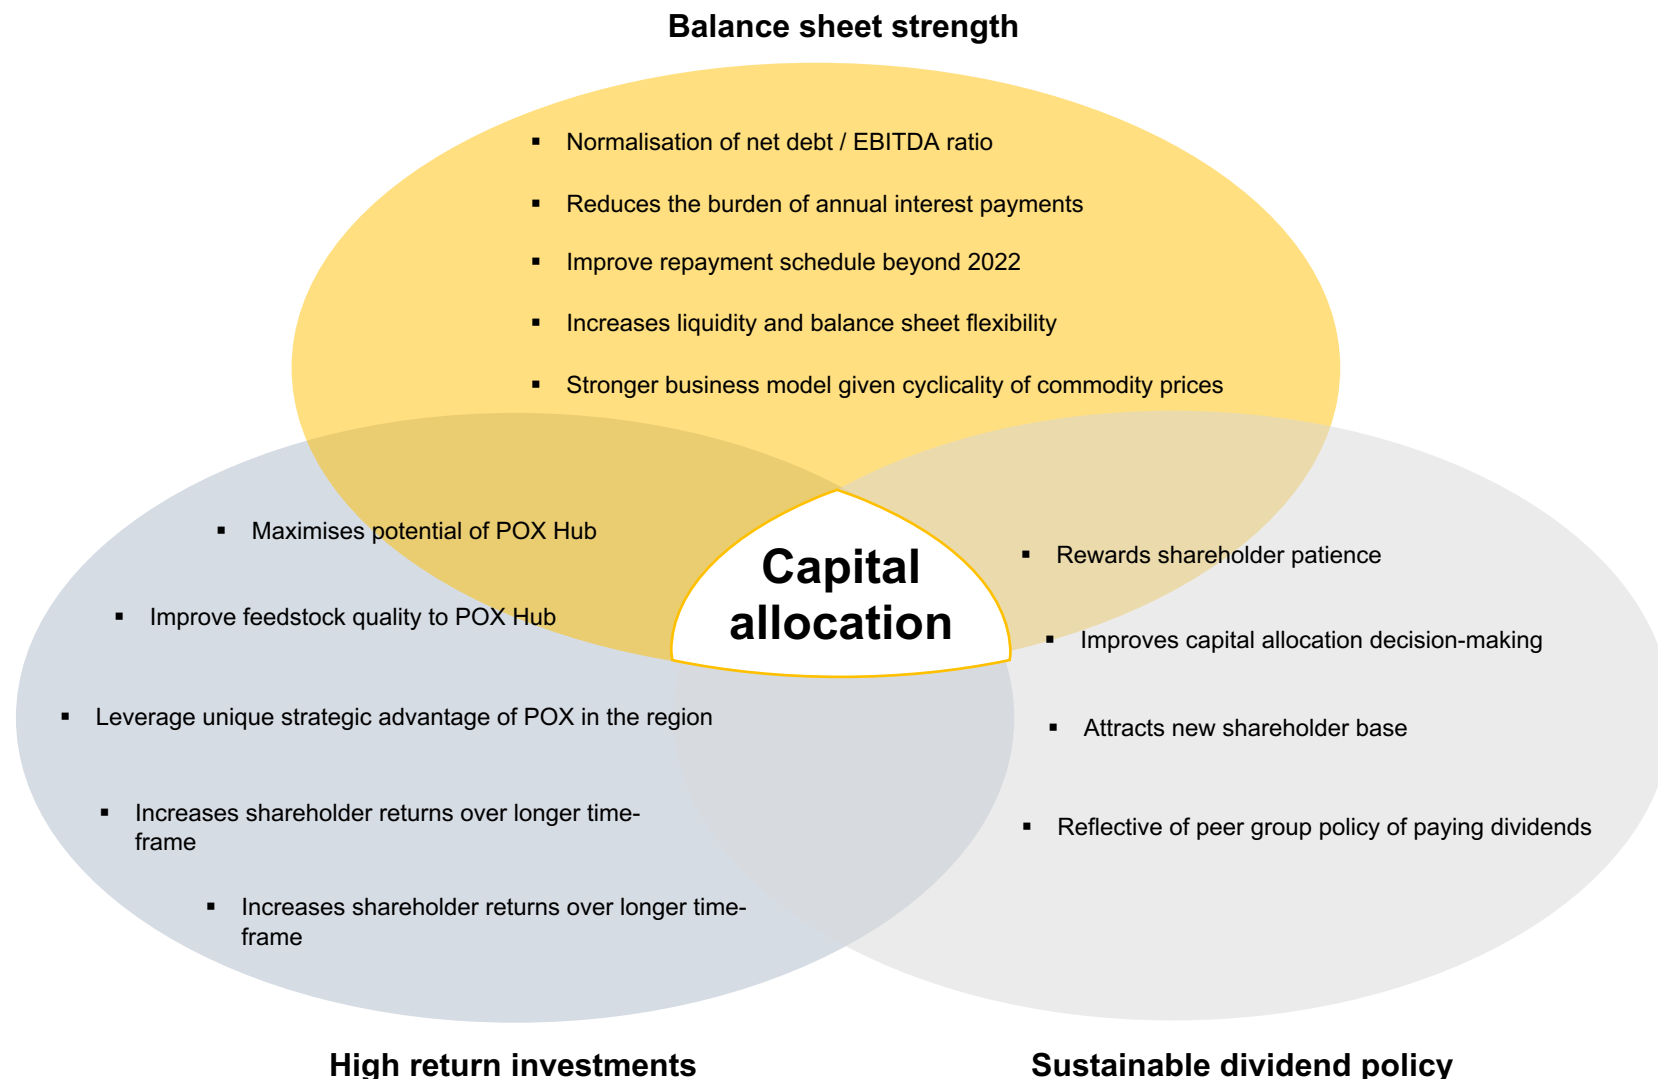 Balance sheet strength
▪ Normalisation of net debt / EBITDA ratio
▪ Reduces the burden of annual interest payments
▪ Improve repayment schedule beyond 2022
▪ Increases liquidity and balance sheet flexibility
▪ Stronger business model given cyclicality of commodity prices
▪ Maximises potential of POX Hub
▪ Improve feedstock quality to POX Hub
▪ Leverage unique strategic advantage of POX in the region
▪ Increases shareholder returns over longer time-
frame
▪ Increases shareholder returns over longer time-
frame
Capital
allocation
▪ Rewards shareholder patience
▪ Improves capital allocation decision-making
▪ Attracts new shareholder base
▪ Reflective of peer group policy of paying dividends
High return investments
Sustainable dividend policy